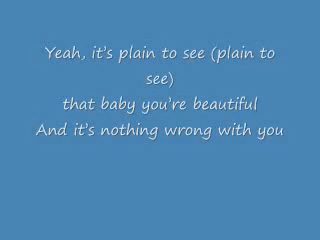 Yeah, it's plain to see (plain to
see)
that baby you're beautiful
And it's nothing wrong with you